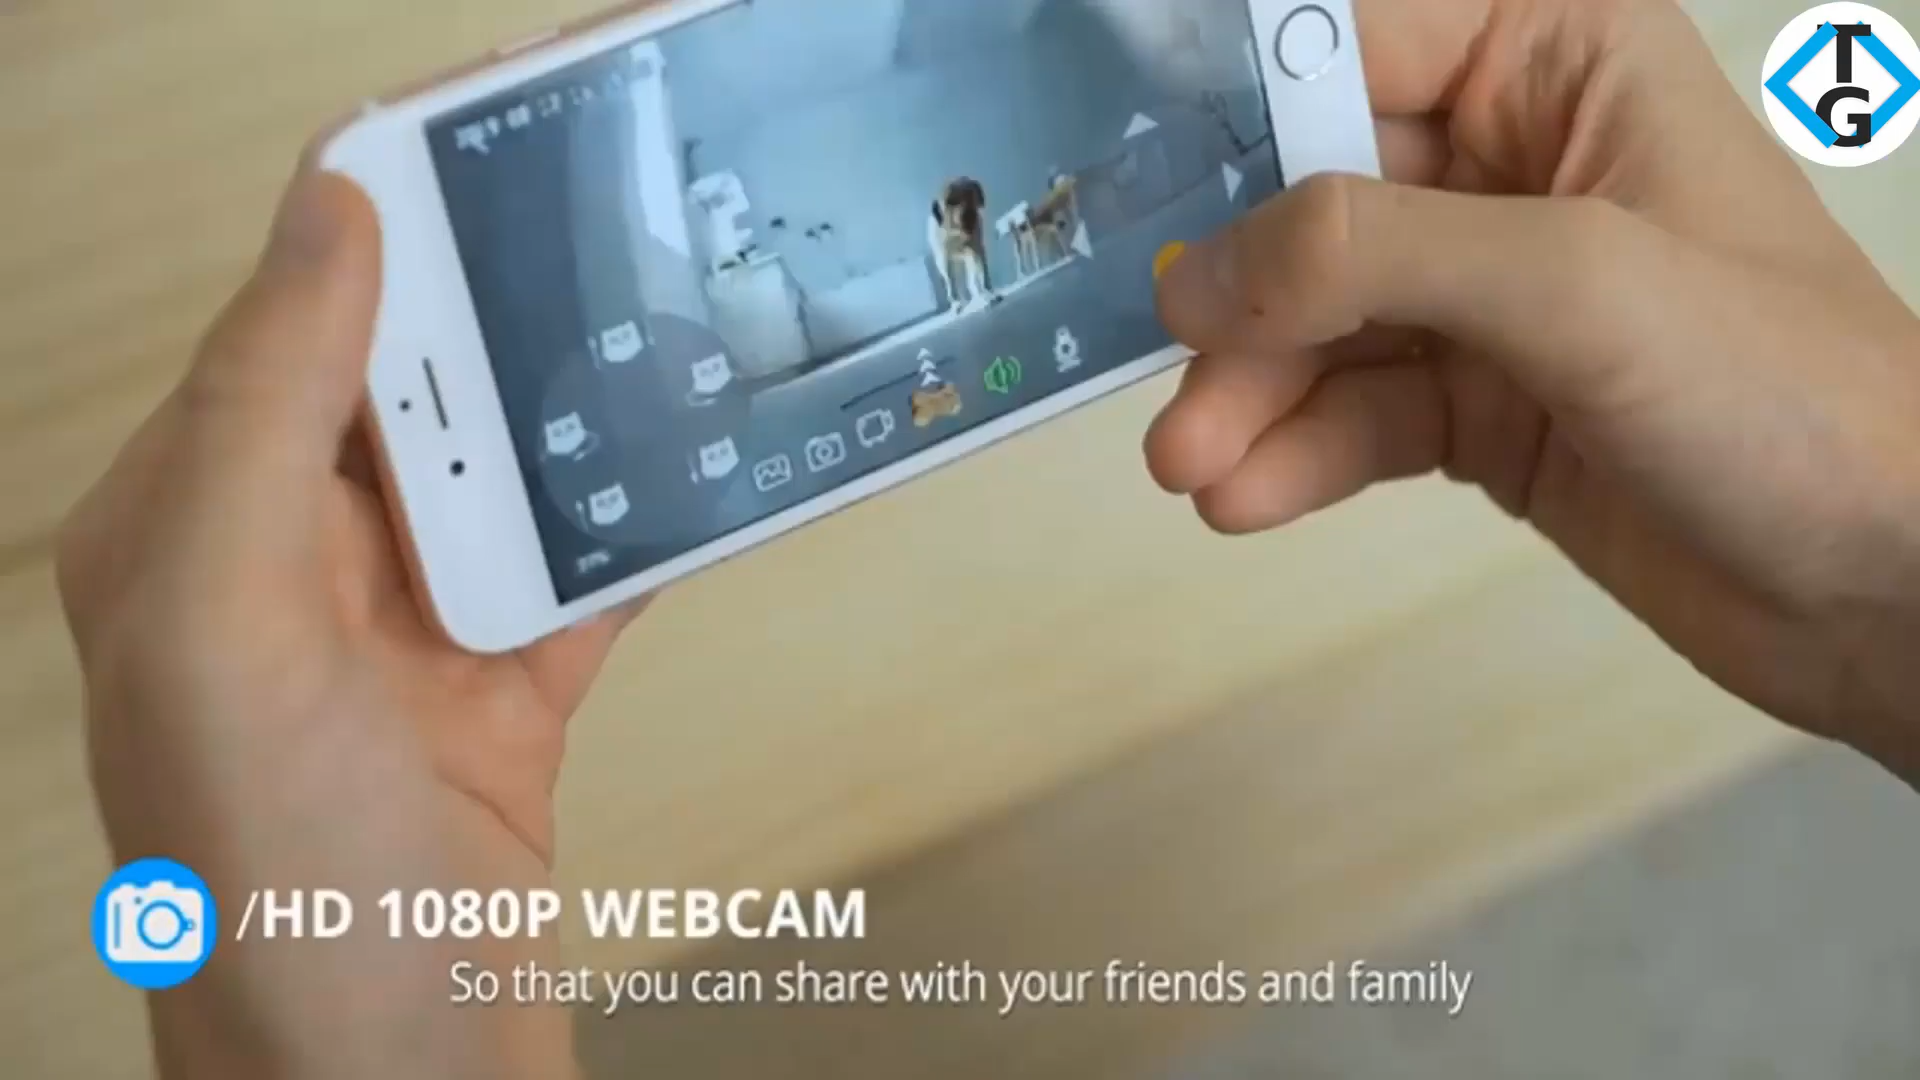 T
G
/HD 1080P WEBCAM
So that you can share with your friends and family